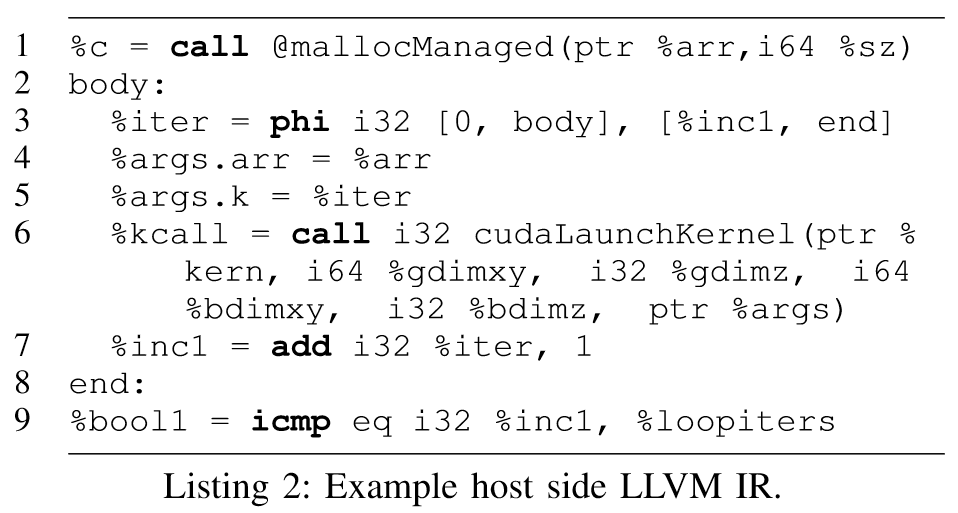 1 %c = call @mallocManaged(ptr %arr,i64 %sz)
2 body:
3 %iter = phi i32 [0, body], [%inc1, end]
4 %args.arr = %arr
5 %args.k = %iter
6 %kcall = call i32 cudaLaunchKernel(ptr %
kern, i64 %gdimxy, i32 %gdimz, i64
%bdimxy, i32 %bdimz, ptr %args)
7 %inc1 = add i32 %iter, 1
8 end:
9 %bool1 = icmp eq i32 %inc1, %loopiters
Listing 2: Example host side LLVM IR.